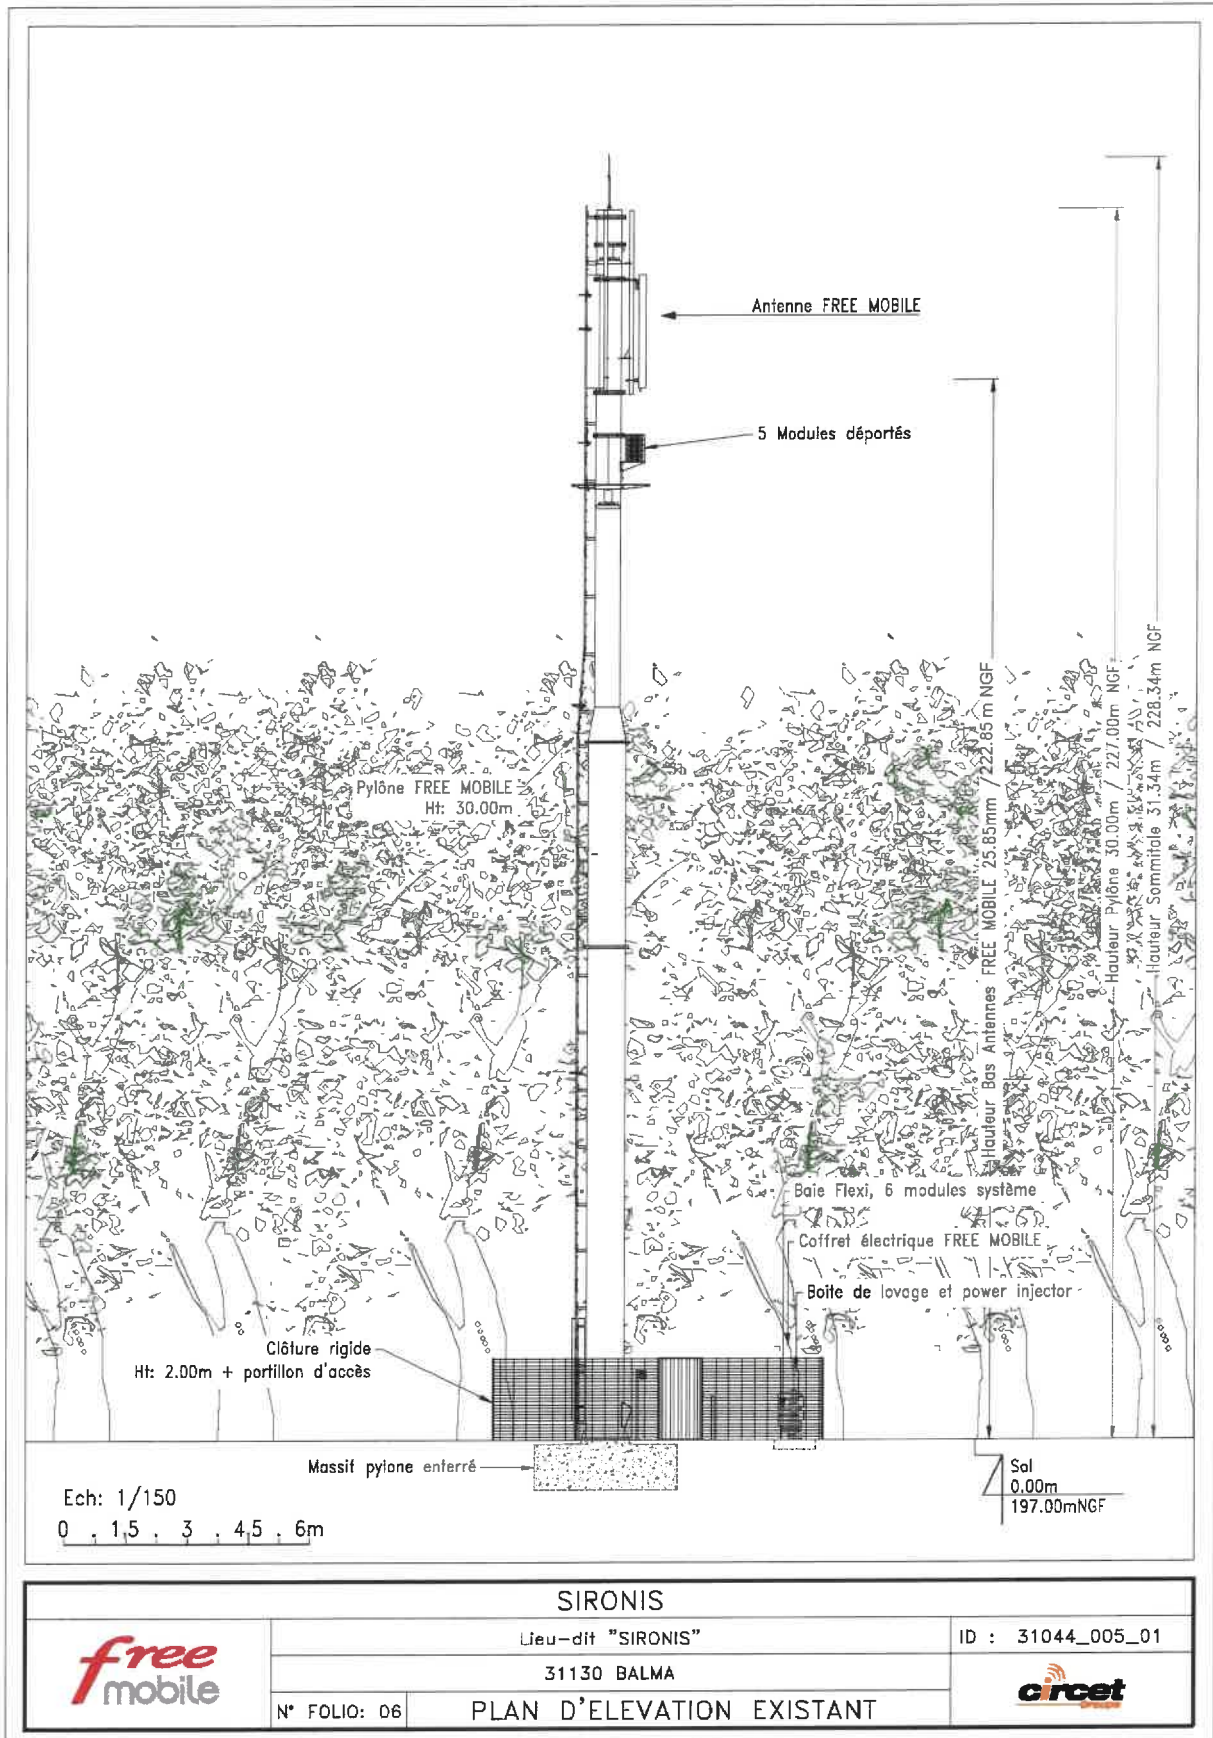 Antenne FREE MOBILE
5 Modules déportés
Pylône FREE MOBILE
Ht: 30.00m
Hauteur Bas Antennes FREE MOBILE 25.85mm / 222.85 m NGF
Hauteur Pylône 30.00m / 227.00m NGF
Hauteur Sommitale 31.34m / 228.34m NGF
Baie Flexi, 6 modules système
Coffret électrique FREE MOBILE
Boite de lovage et power injector
Clôture rigide
Ht: 2.00m + portillon d'accès
Massif pylone enterré
Sol
0.00m
197.00mNGF
Ech: 1/150
0 . 1,5 . 3 . 4,5 . 6m
SIRONIS
free
mobile
Lieu-dit "SIRONIS"
ID : 31044_005_01
31130 BALMA
N° FOLIO: 06
PLAN D'ELEVATION EXISTANT
circet